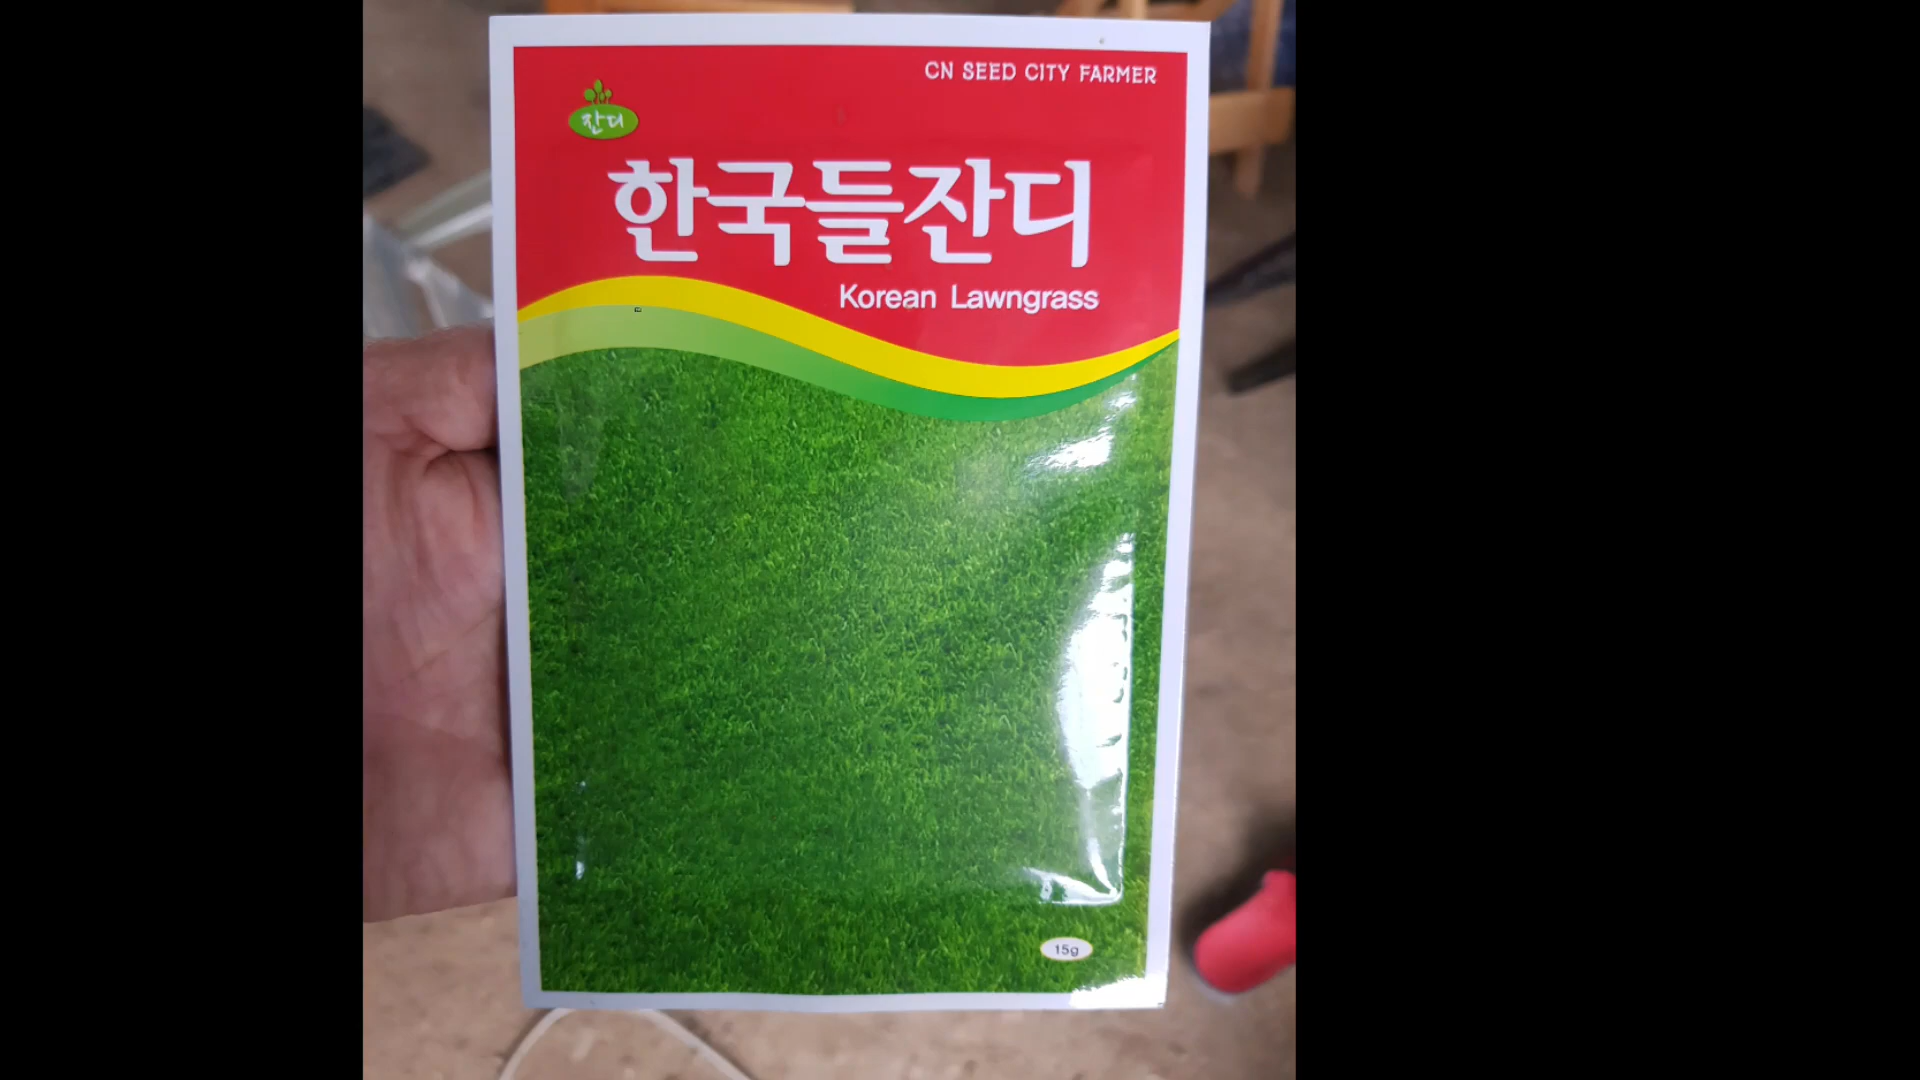 CN SEED CITY FARMER
잔디
한국들잔디
Korean Lawngrass
15g